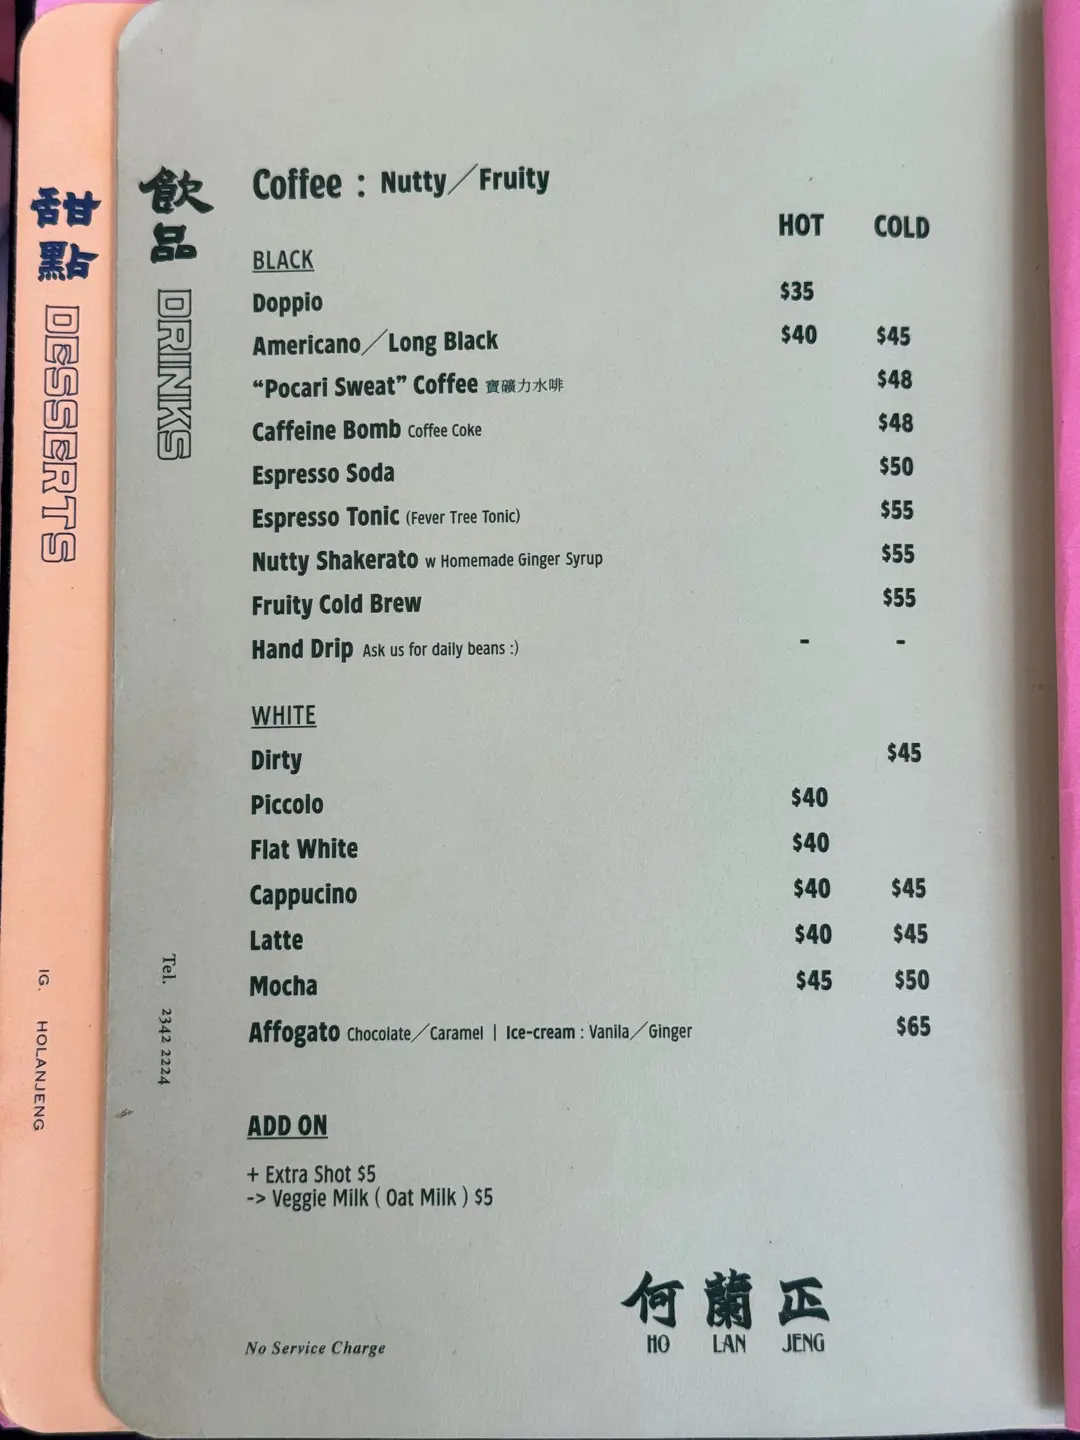 甜點 DESSERTS
IG. HOLANJENG
飲品 DRINKS
Tel. 2342 2224
Coffee : Nutty／Fruity
HOT COLD
BLACK
Doppio $35
Americano／Long Black $40 $45
“Pocari Sweat” Coffee 寶礦力水啡 $48
Caffeine Bomb Coffee Coke $48
Espresso Soda $50
Espresso Tonic (Fever Tree Tonic) $55
Nutty Shakerato w Homemade Ginger Syrup $55
Fruity Cold Brew $55
Hand Drip Ask us for daily beans :) - -
WHITE
Dirty $45
Piccolo $40
Flat White $40
Cappucino $40 $45
Latte $40 $45
Mocha $45 $50
Affogato Chocolate／Caramel | Ice-cream : Vanila／Ginger $65
ADD ON
+ Extra Shot $5
-> Veggie Milk ( Oat Milk ) $5
何 蘭 正
HO LAN JENG
No Service Charge